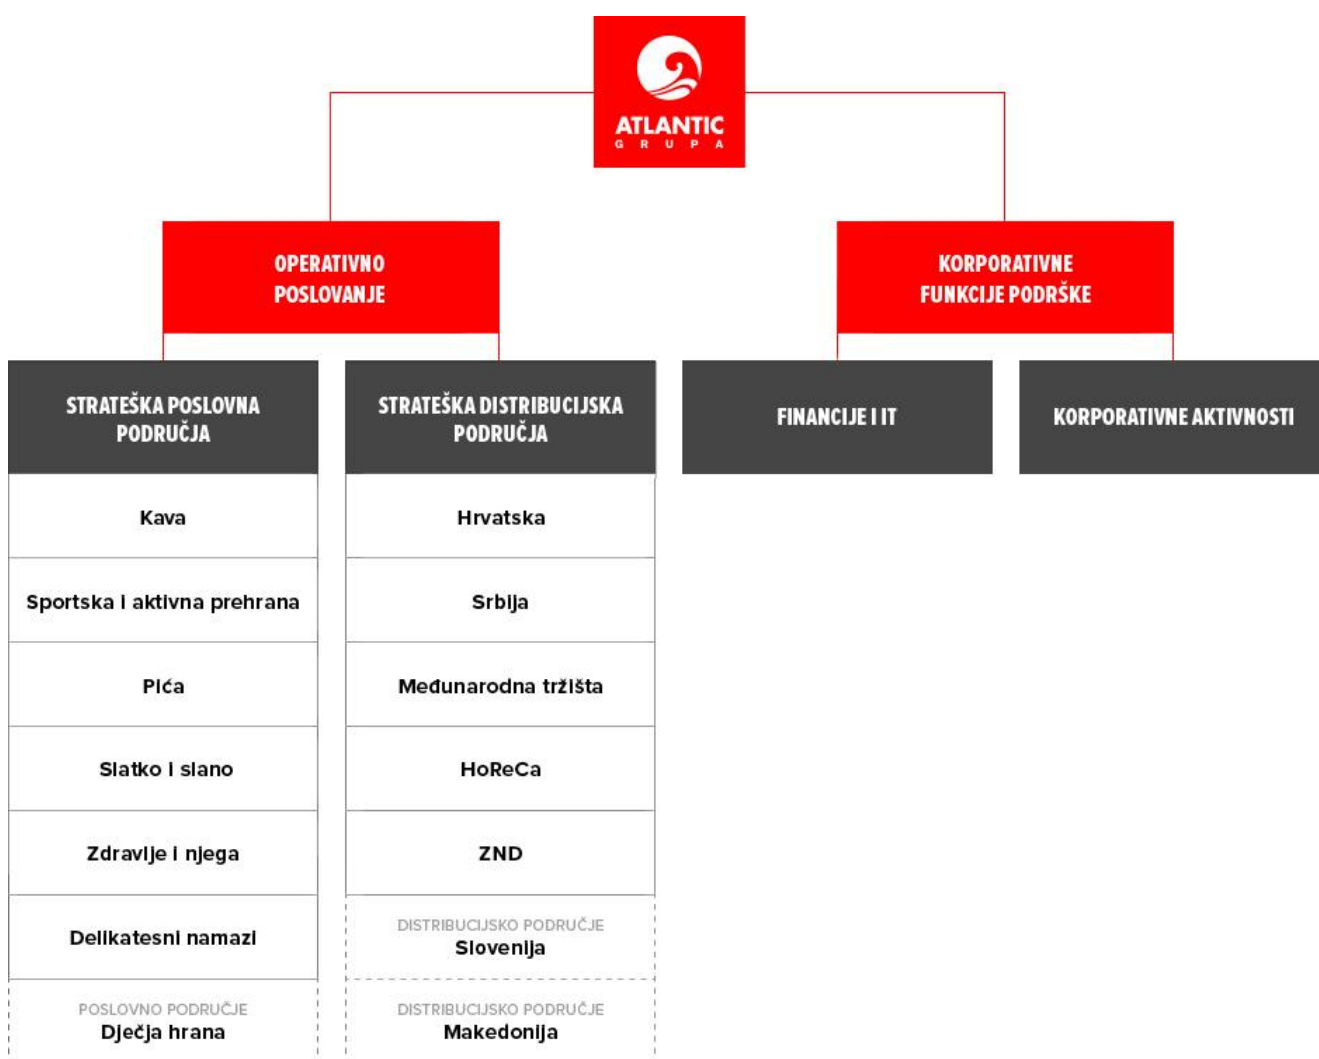 ATLANTIC
GRUPA
OPERATIVNO
POSLOVANJE
KORPORATIVNE
FUNKCIJE PODRŠKE
STRATEŠKA POSLOVNA
PODRUČJA
STRATEŠKA DISTRIBUCIJSKA
PODRUČJA
FINANCIJE I IT
KORPORATIVNE AKTIVNOSTI
Kava
Sportska i aktivna prehrana
Pića
Slatko i slano
Zdravlje i njega
Delikatesni namazi
POSLOVNO PODRUČJE
Dječja hrana
Hrvatska
Srbija
Međunarodna tržišta
HoReCa
ZND
DISTRIBUCIJSKO PODRUČJE
Slovenija
DISTRIBUCIJSKO PODRUČJE
Makedonija